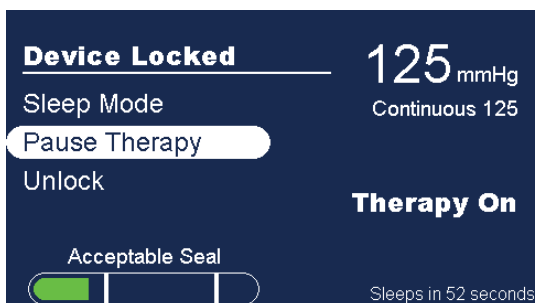 Device Locked
Sleep Mode
Pause Therapy
Unlock
Acceptable Seal
125 mmHg
Continuous 125
Therapy On
Sleeps in 52 seconds